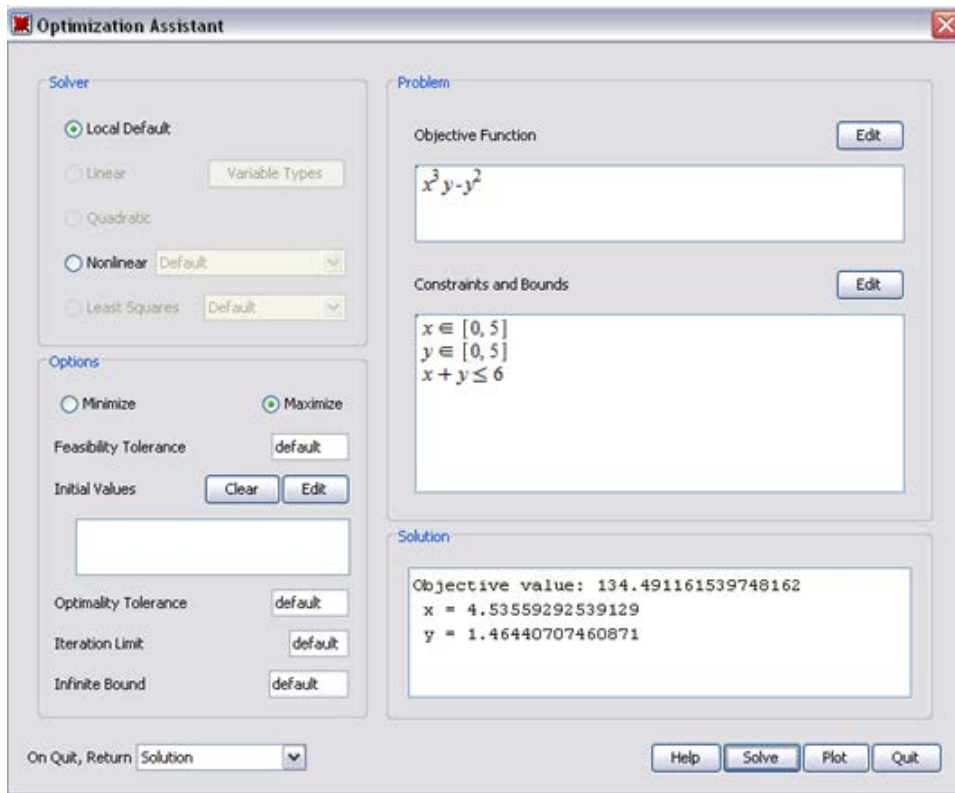 Optimization Assistant
Solver
Local Default
Linear Variable Types
Quadratic
Nonlinear Default
Least Squares Default
Options
Minimize Maximize
Feasibility Tolerance default
Initial Values Clear Edit
Optimality Tolerance default
Iteration Limit default
Infinite Bound default
Problem
Objective Function Edit
x³ y-y²
Constraints and Bounds Edit
x ∈ [0, 5]
y ∈ [0, 5]
x + y ≤ 6
Solution
Objective value: 134.491161539748162
x = 4.53559292539129
y = 1.46440707460871
On Quit, Return Solution Help Solve Plot Quit